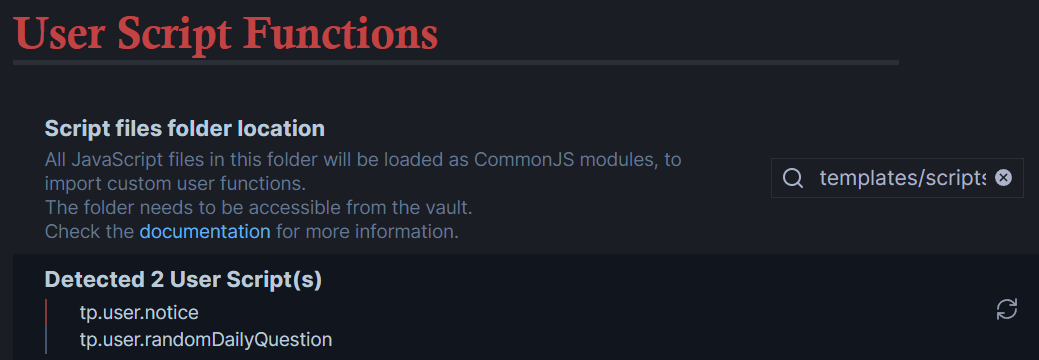 User Script Functions
Script files folder location
All JavaScript files in this folder will be loaded as CommonJS modules, to
import custom user functions.
The folder needs to be accessible from the vault.
Check the documentation for more information.
templates/scripts
Detected 2 User Script(s)
tp.user.notice
tp.user.randomDailyQuestion